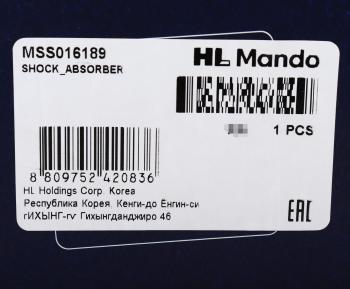 MSS016189
SHOCK_ABSORBER
HL Mando
1 PCS
8 809752 420836
HL Holdings Corp. Korea
Республика Корея, Кенги-до Ёнгин-си
гИХЫНГ-гу Гихынгданджиро 46
EAC